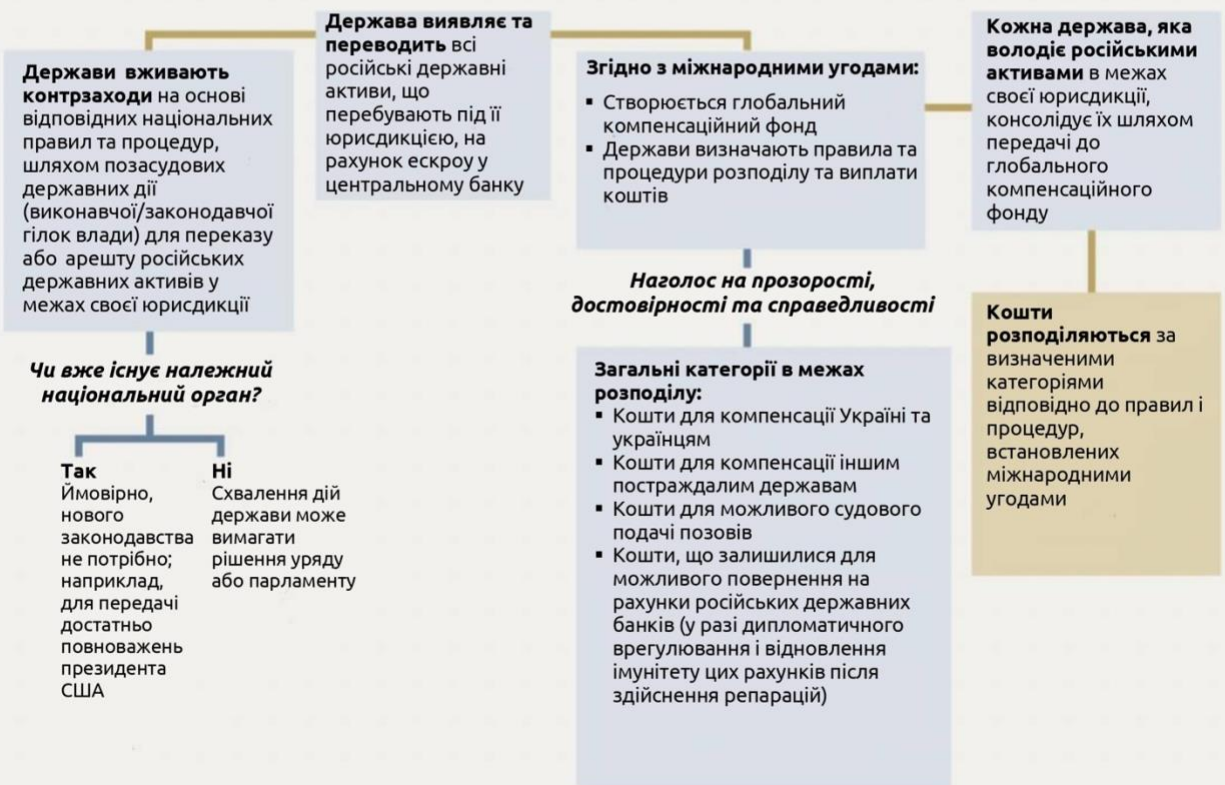 Держави вживають
контрзаходи на основі
відповідних національних
правил та процедур,
шляхом позасудових
державних дії
(виконавчої/законодавчої
гілок влади) для переказу
або арешту російських
державних активів у
межах своєї юрисдикції
Чи вже існує належний
національний орган?
Так
Ймовірно,
нового
законодавства
не потрібно;
наприклад,
для передачі
достатньо
повноважень
президента
США
Ні
Схвалення дій
держави може
вимагати
рішення уряду
або парламенту
Держава виявляє та
переводить всі
російські державні
активи, що
перебувають під її
юрисдикцією, на
рахунок ескроу у
центральному банку
Згідно з міжнародними угодами:
▪ Створюється глобальний
компенсаційний фонд
▪ Держави визначають правила та
процедури розподілу та виплати
коштів
Наголос на прозорості,
достовірності та справедливості
Загальні категорії в межах
розподілу:
▪ Кошти для компенсації Україні та
українцям
▪ Кошти для компенсації іншим
постраждалим державам
▪ Кошти для можливого судового
подачі позовів
▪ Кошти, що залишилися для
можливого повернення на
рахунки російських державних
банків (у разі дипломатичного
врегулювання і відновлення
імунітету цих рахунків після
здійснення репарацій)
Кожна держава, яка
володіє російськими
активами в межах
своєї юрисдикції,
консолідує їх шляхом
передачі до
глобального
компенсаційного
фонду
Кошти
розподіляються за
визначеними
категоріями
відповідно до правил і
процедур,
встановлених
міжнародними
угодами